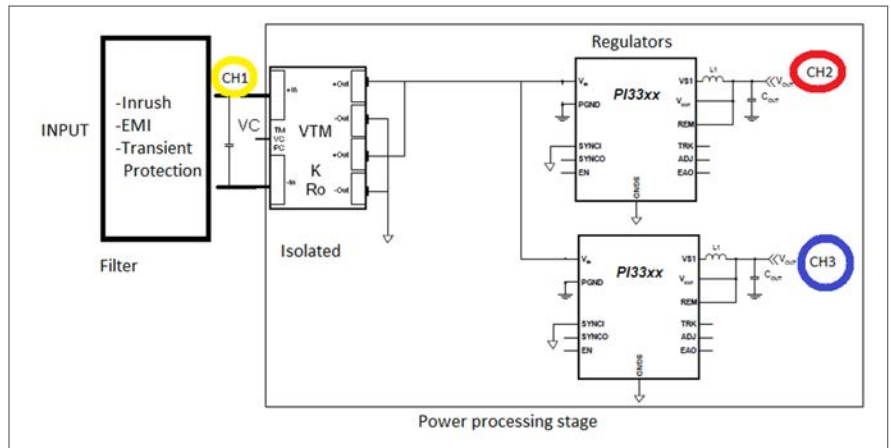 INPUT
-Inrush
-EMI
-Transient
Protection
Filter
CH1
VC
+In
TM
VC
PC
-In
VTM
K
Ro
+Out
-Out
+Out
-Out
Isolated
Regulators
PI33xx
VIN
PGND
SYNCI
SYNCO
EN
SGND
VS1
VOUT
REM
TRK
ADJ
EAO
L1
COUT
VOUT
CH2
PI33xx
VIN
PGND
SYNCI
SYNCO
EN
SGND
VS1
VOUT
REM
TRK
ADJ
EAO
L1
COUT
VOUT
CH3
Power processing stage